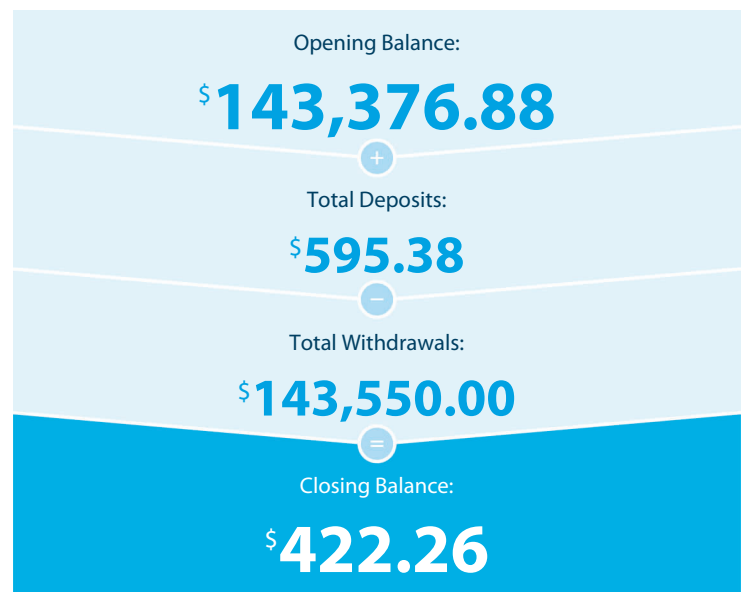 Opening Balance:
$143,376.88
+
Total Deposits:
$595.38
−
Total Withdrawals:
$143,550.00
=
Closing Balance:
$422.26